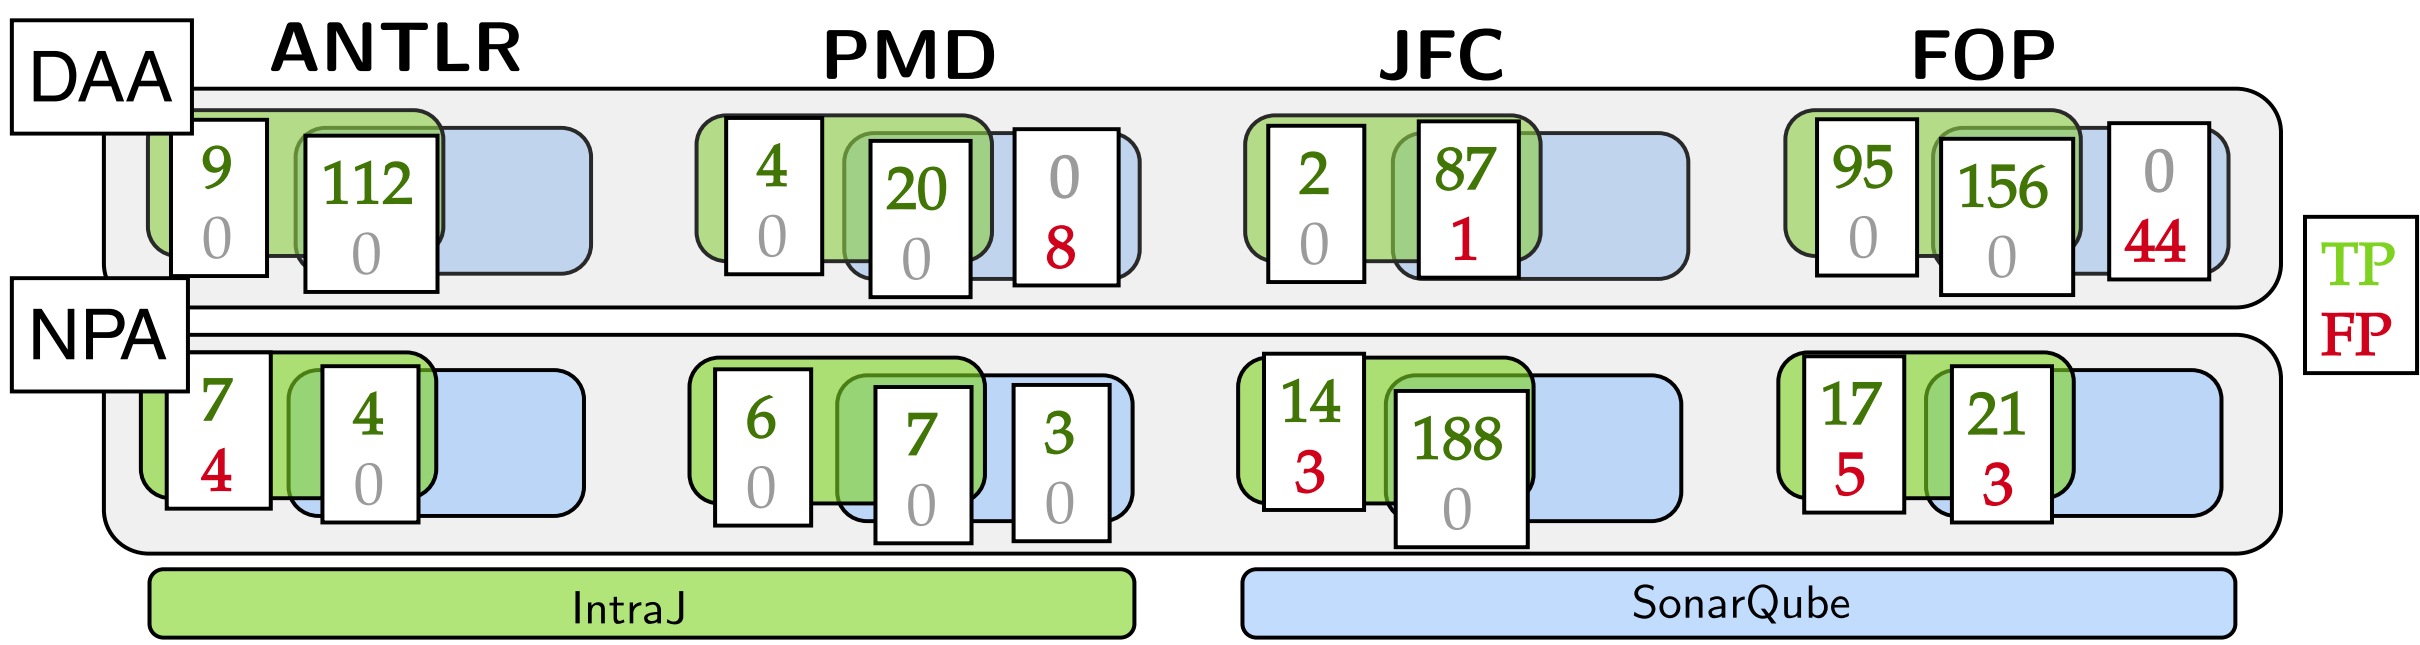 ANTLR PMD JFC FOP
DAA
9 112 4 20 0 2 87 95 156 0
0 0 0 0 8 0 1 0 0 44
TP
FP
NPA
7 4 6 7 3 14 188 17 21
4 0 0 0 0 3 0 5 3
IntraJ SonarQube